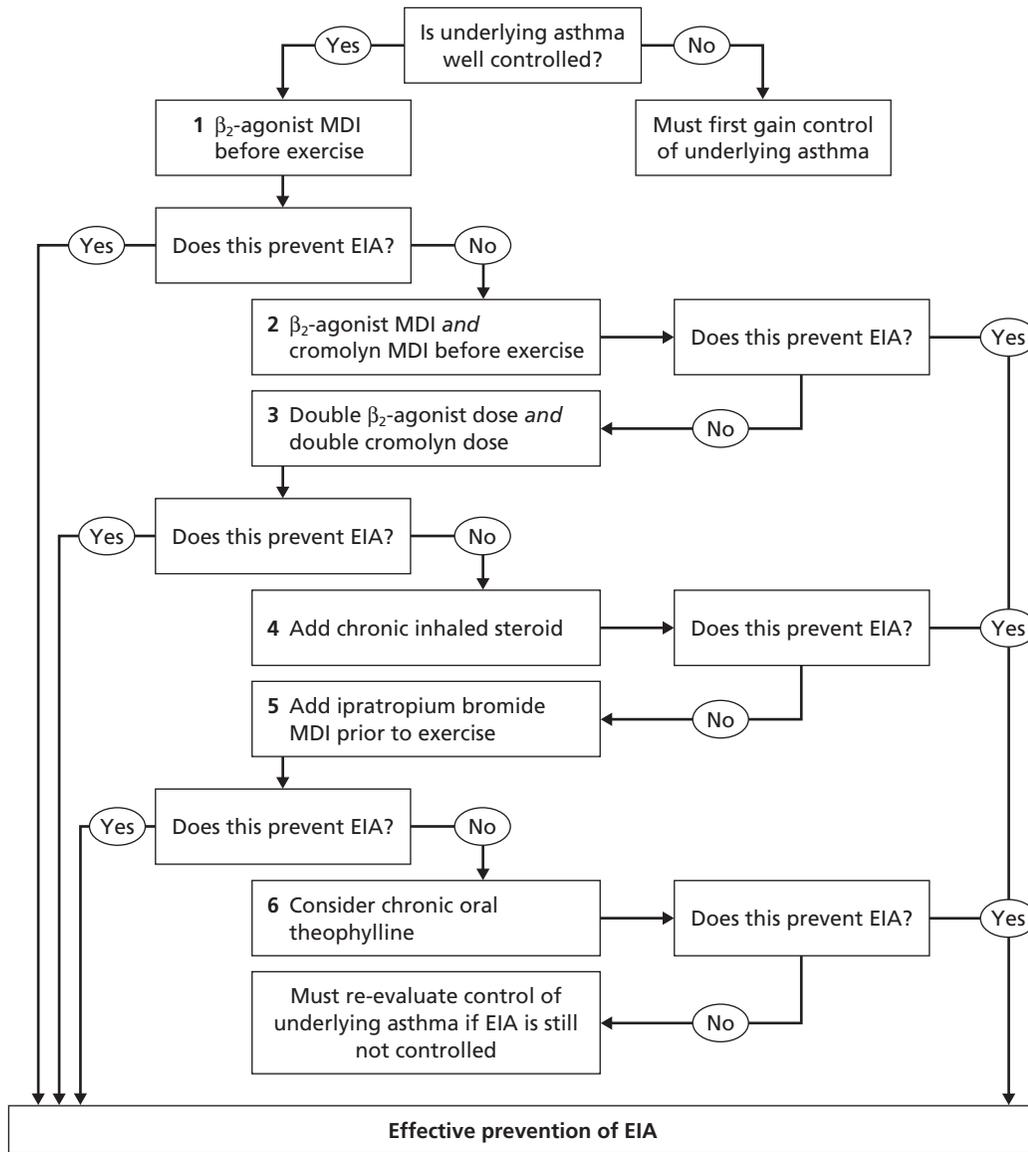 Is underlying asthma
well controlled?
Yes
No
1 β₂-agonist MDI
before exercise
Must first gain control
of underlying asthma
Does this prevent EIA?
Yes
No
2 β₂-agonist MDI and
cromolyn MDI before exercise
Does this prevent EIA?
Yes
3 Double β₂-agonist dose and
double cromolyn dose
No
Does this prevent EIA?
Yes
No
4 Add chronic inhaled steroid
Does this prevent EIA?
Yes
5 Add ipratropium bromide
MDI prior to exercise
No
Does this prevent EIA?
Yes
No
6 Consider chronic oral
theophylline
Does this prevent EIA?
Yes
Must re-evaluate control of
underlying asthma if EIA is still
not controlled
No
Effective prevention of EIA